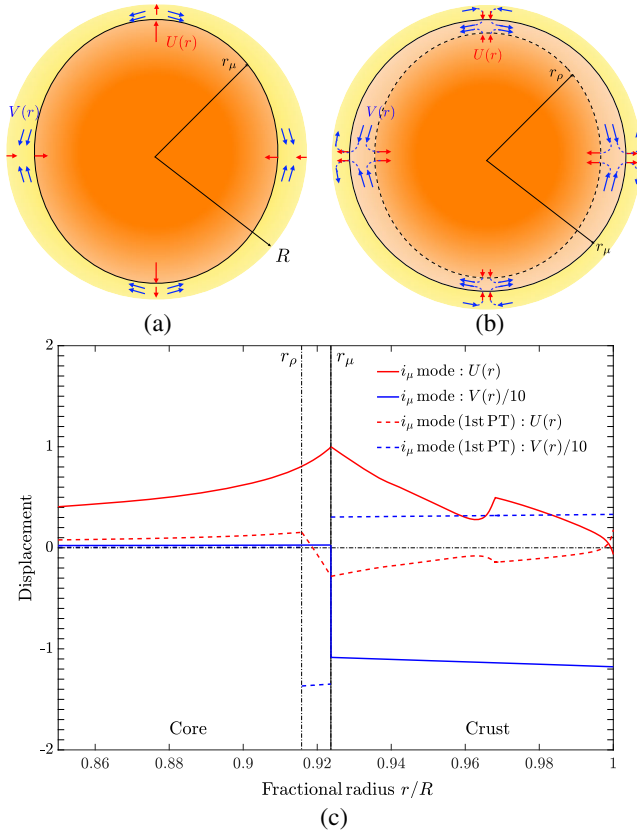 U(r)
r_μ
V(r)
R
(a)
U(r)
r_ρ
V(r)
r_μ
(b)
2
1
0
−1
−2
Displacement
r_ρ
r_μ
i_μ mode : U(r)
i_μ mode : V(r)/10
i_μ mode (1st PT) : U(r)
i_μ mode (1st PT) : V(r)/10
Core
Crust
0.86 0.88 0.9 0.92 0.94 0.96 0.98 1
Fractional radius r/R
(c)